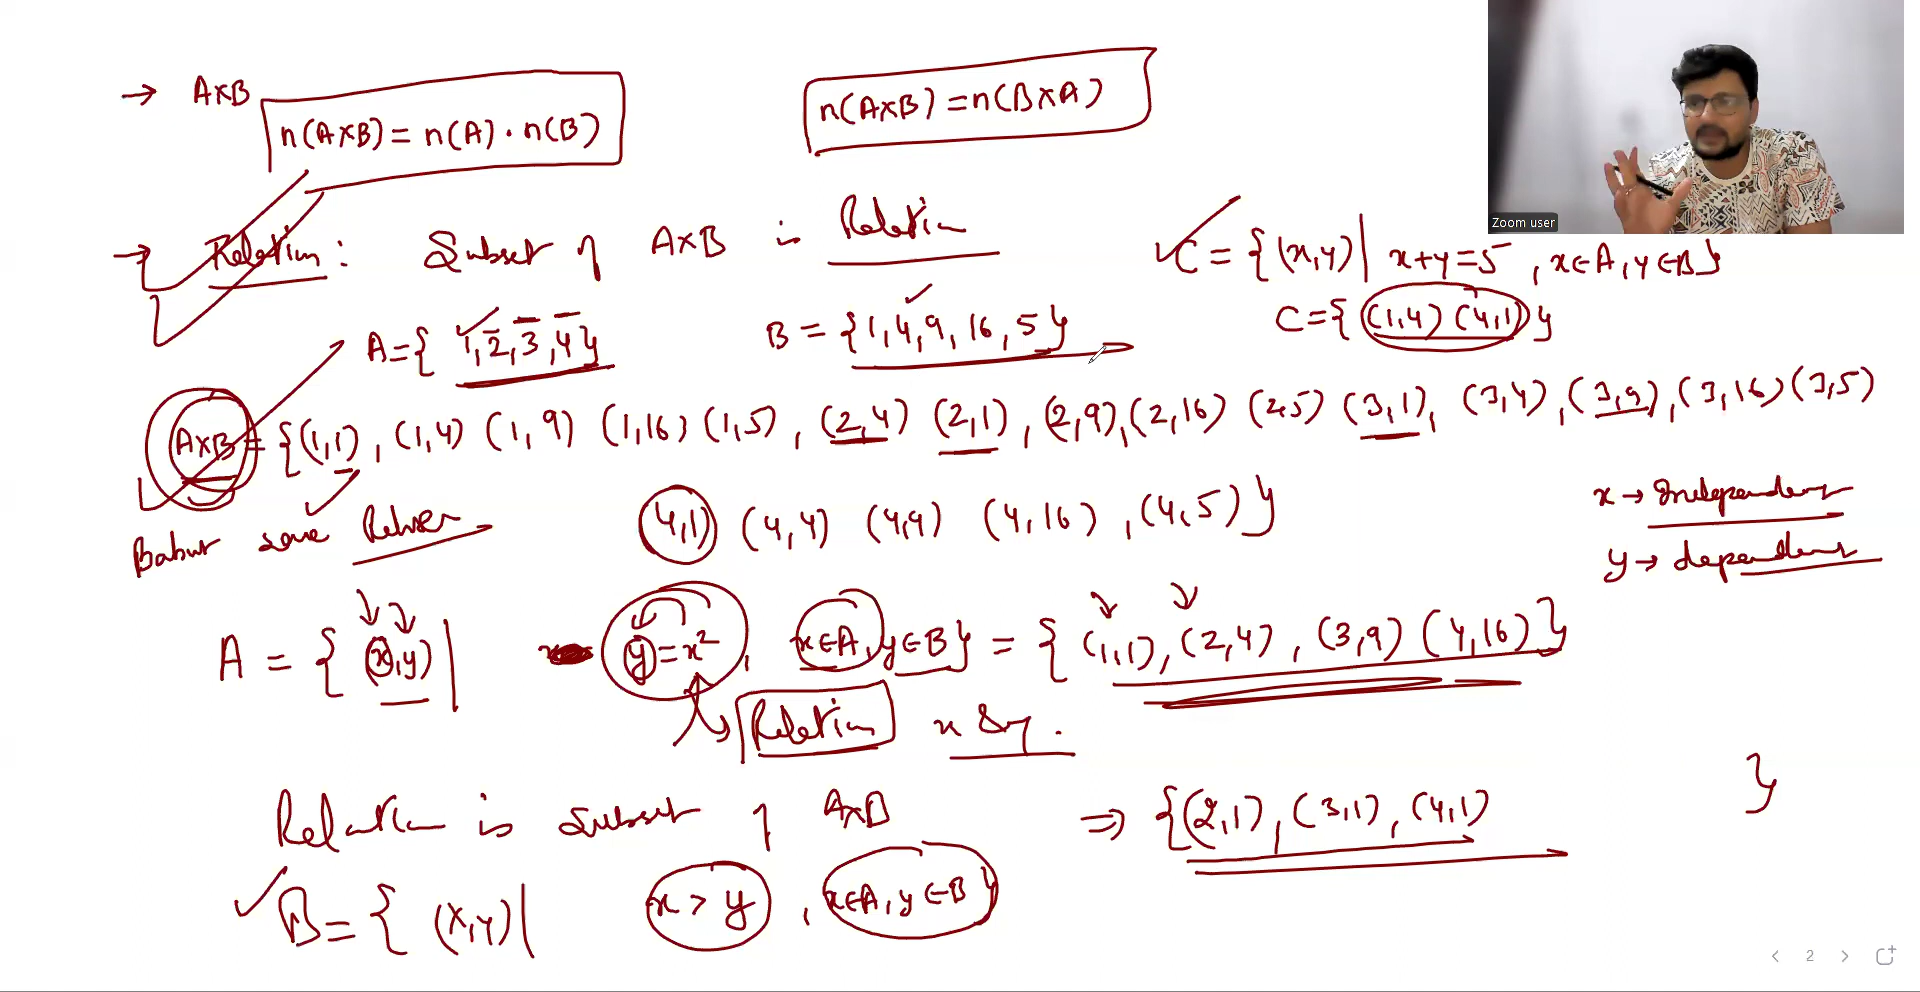 → A×B
n(A×B) = n(A) · n(B)
n(A×B) = n(B×A)
Zoom user
→ Relation : Subset of A×B is Relation
C = {(x,y) | x+y=5 , x∈A, y∈B}
C = { (1,4) (4,1) }
A = { 1, 2, 3, 4 }
B = { 1, 4, 9, 16, 5 }
A×B = {(1,1) , (1,4) (1,9) (1,16) (1,5) , (2,4) (2,1) , (2,9), (2,16) (2,5) (3,1), (3,4), (3,9), (3,16) (3,5)
(4,1) (4,4) (4,9) (4,16) , (4,5) }
x → Independent
y → dependent
some
A = { (x,y) | y = x² , x∈A, y∈B } = { (1,1), (2,4) , (3,9) (4,16) }
Relation x & y .
Relation is subset of A×B ⇒ {(2,1), (3,1), (4,1) }
B = { (x,y) | x > y , x∈A, y∈B }
2